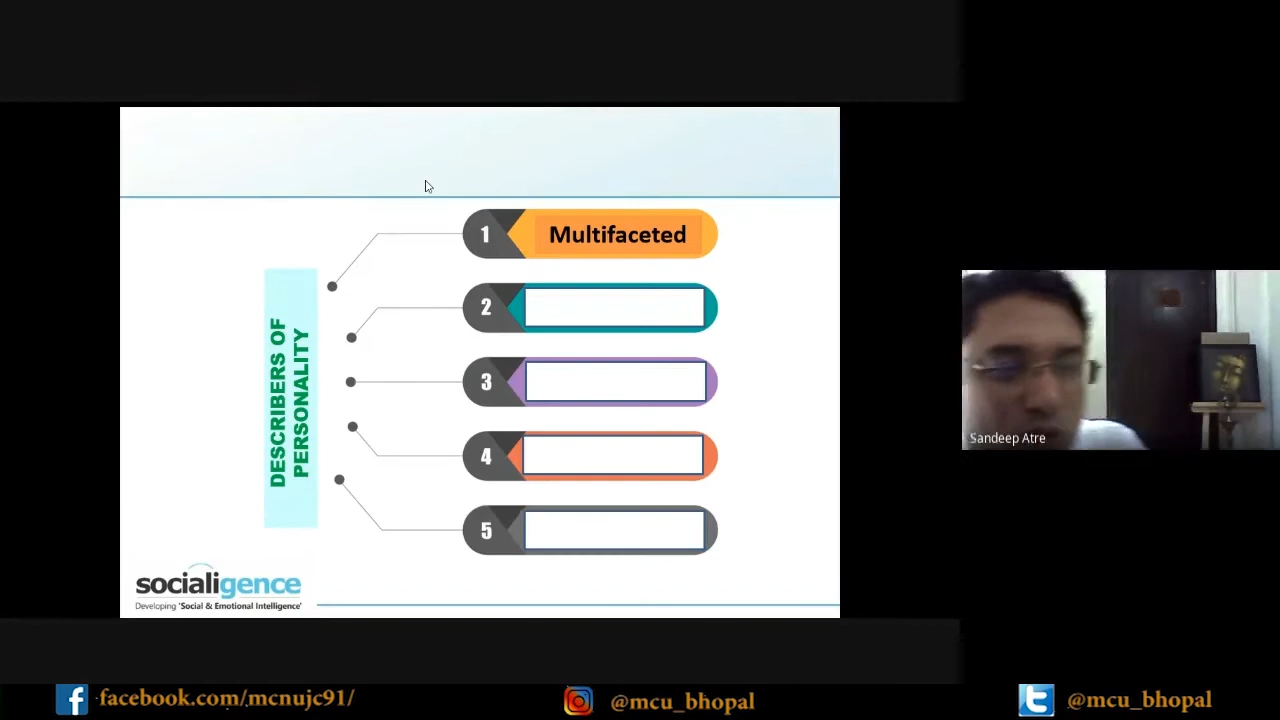 1 Multifaceted
2
3
4
5
DESCRIBERS OF
PERSONALITY
socialigence
Developing 'Social & Emotional Intelligence'
Sandeep Atre
facebook.com/mcnujc91/
@mcu_bhopal
@mcu_bhopal